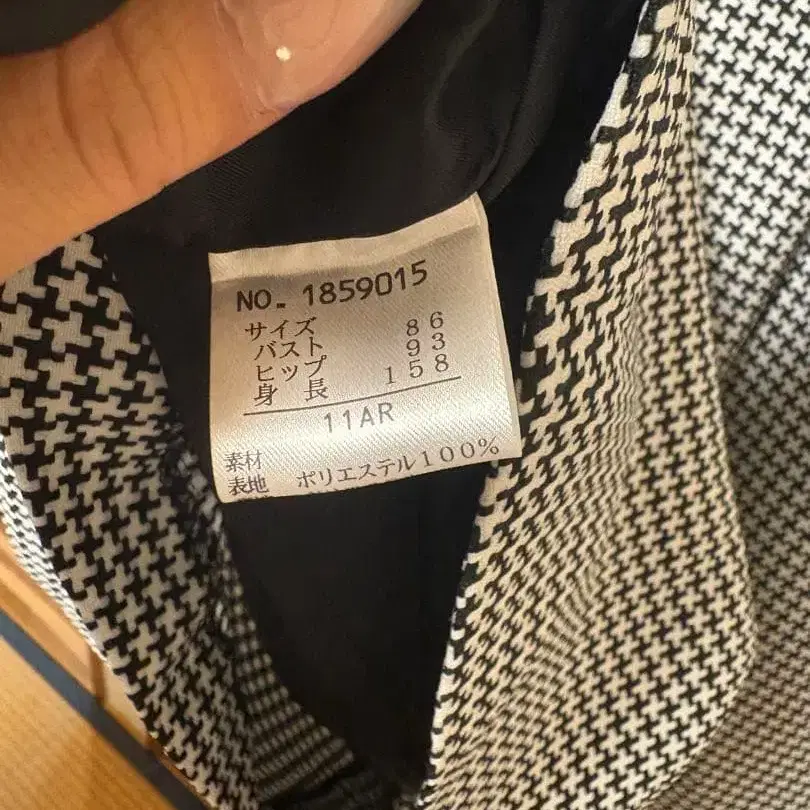 NO. 1859015
サイズ
バスト 86
ヒップ 93
身長 158
11AR
素材
表地 ポリエステル100%